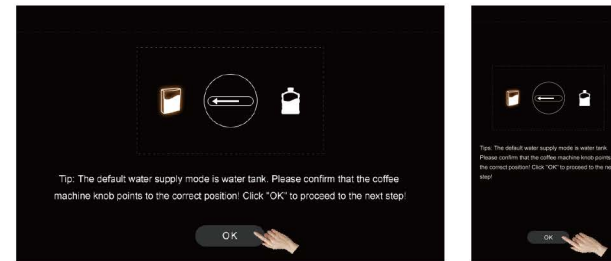 Tip: The default water supply mode is water tank. Please confirm that the coffee
machine knob points to the correct position! Click "OK" to proceed to the next step!
OK
Tips: The default water supply mode is water tank.
Please confirm that the coffee machine knob points
the correct position! Click "OK" to proceed to the
step!
OK